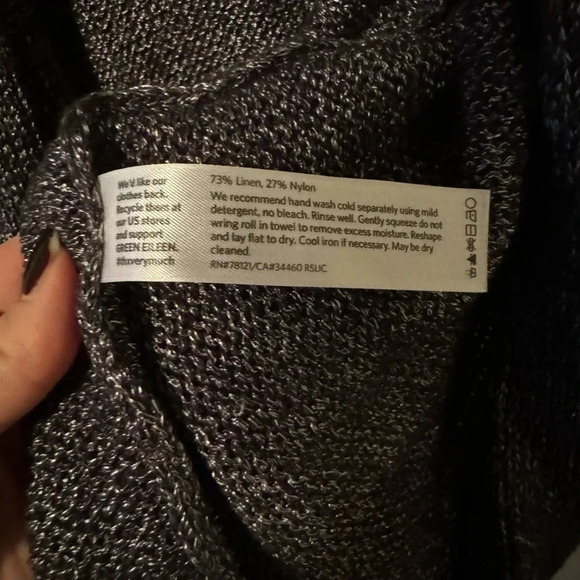 We'd like our
clothes back.
Recycle them at
our US stores
and support
GREEN EILEEN.
73% Linen, 27% Nylon
We recommend hand wash cold separately using mild
detergent, no bleach. Rinse well. Gently squeeze do not
wring roll in towel to remove excess moisture. Reshape
and lay flat to dry. Cool iron if necessary. May be dry
cleaned.
RN#78121/CA#34460 RSLIC